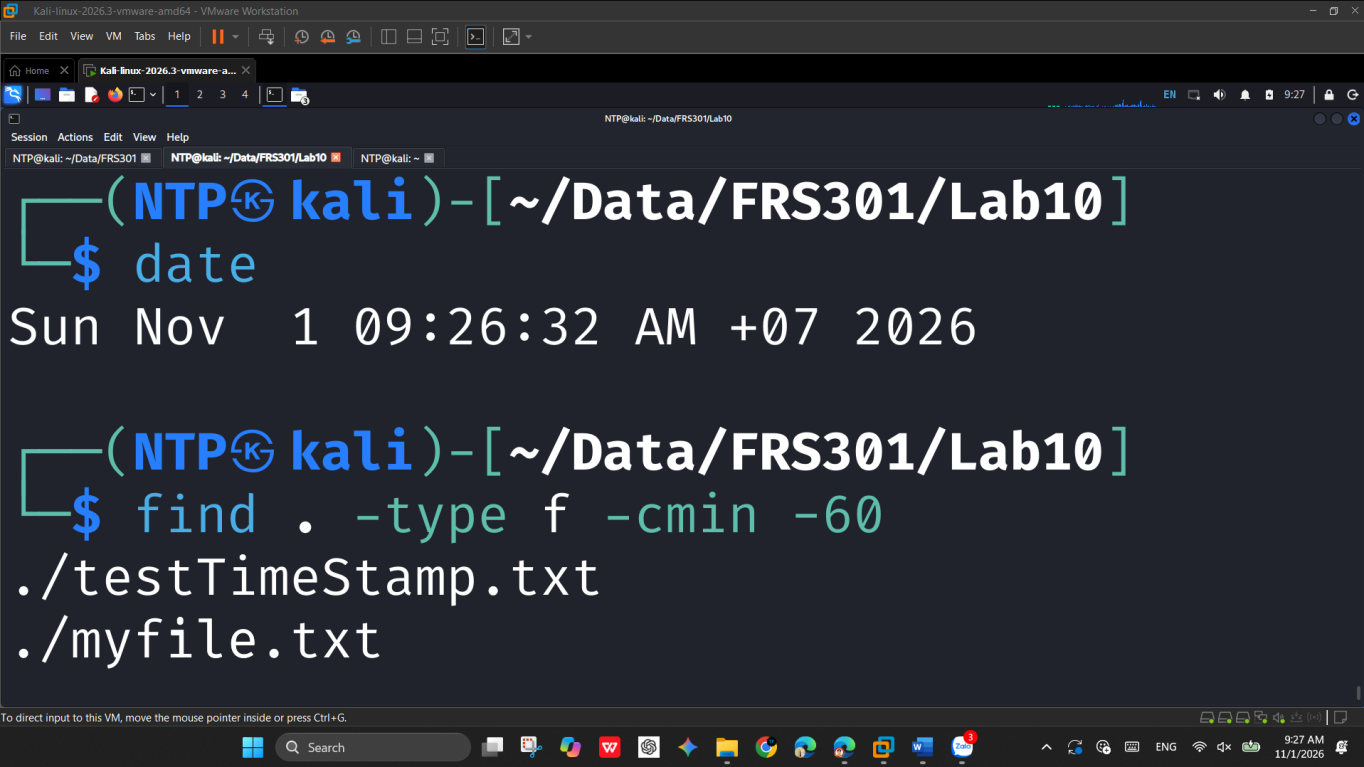 Kali-linux-2026.3-vmware-amd64 - VMware Workstation
File Edit View VM Tabs Help
Home
Kali-linux-2026.3-vmware-a...
1 2 3 4
3
EN
9:27
NTP@kali: ~/Data/FRS301/Lab10
Session Actions Edit View Help
NTP@kali: ~/Data/FRS301
NTP@kali: ~/Data/FRS301/Lab10
NTP@kali: ~
┌──(NTP㉿kali)-[~/Data/FRS301/Lab10]
└─$ date
Sun Nov  1 09:26:32 AM +07 2026
┌──(NTP㉿kali)-[~/Data/FRS301/Lab10]
└─$ find . -type f -cmin -60
./testTimeStamp.txt
./myfile.txt
To direct input to this VM, move the mouse pointer inside or press Ctrl+G.
Search
Zalo
3
ENG
9:27 AM
11/1/2026